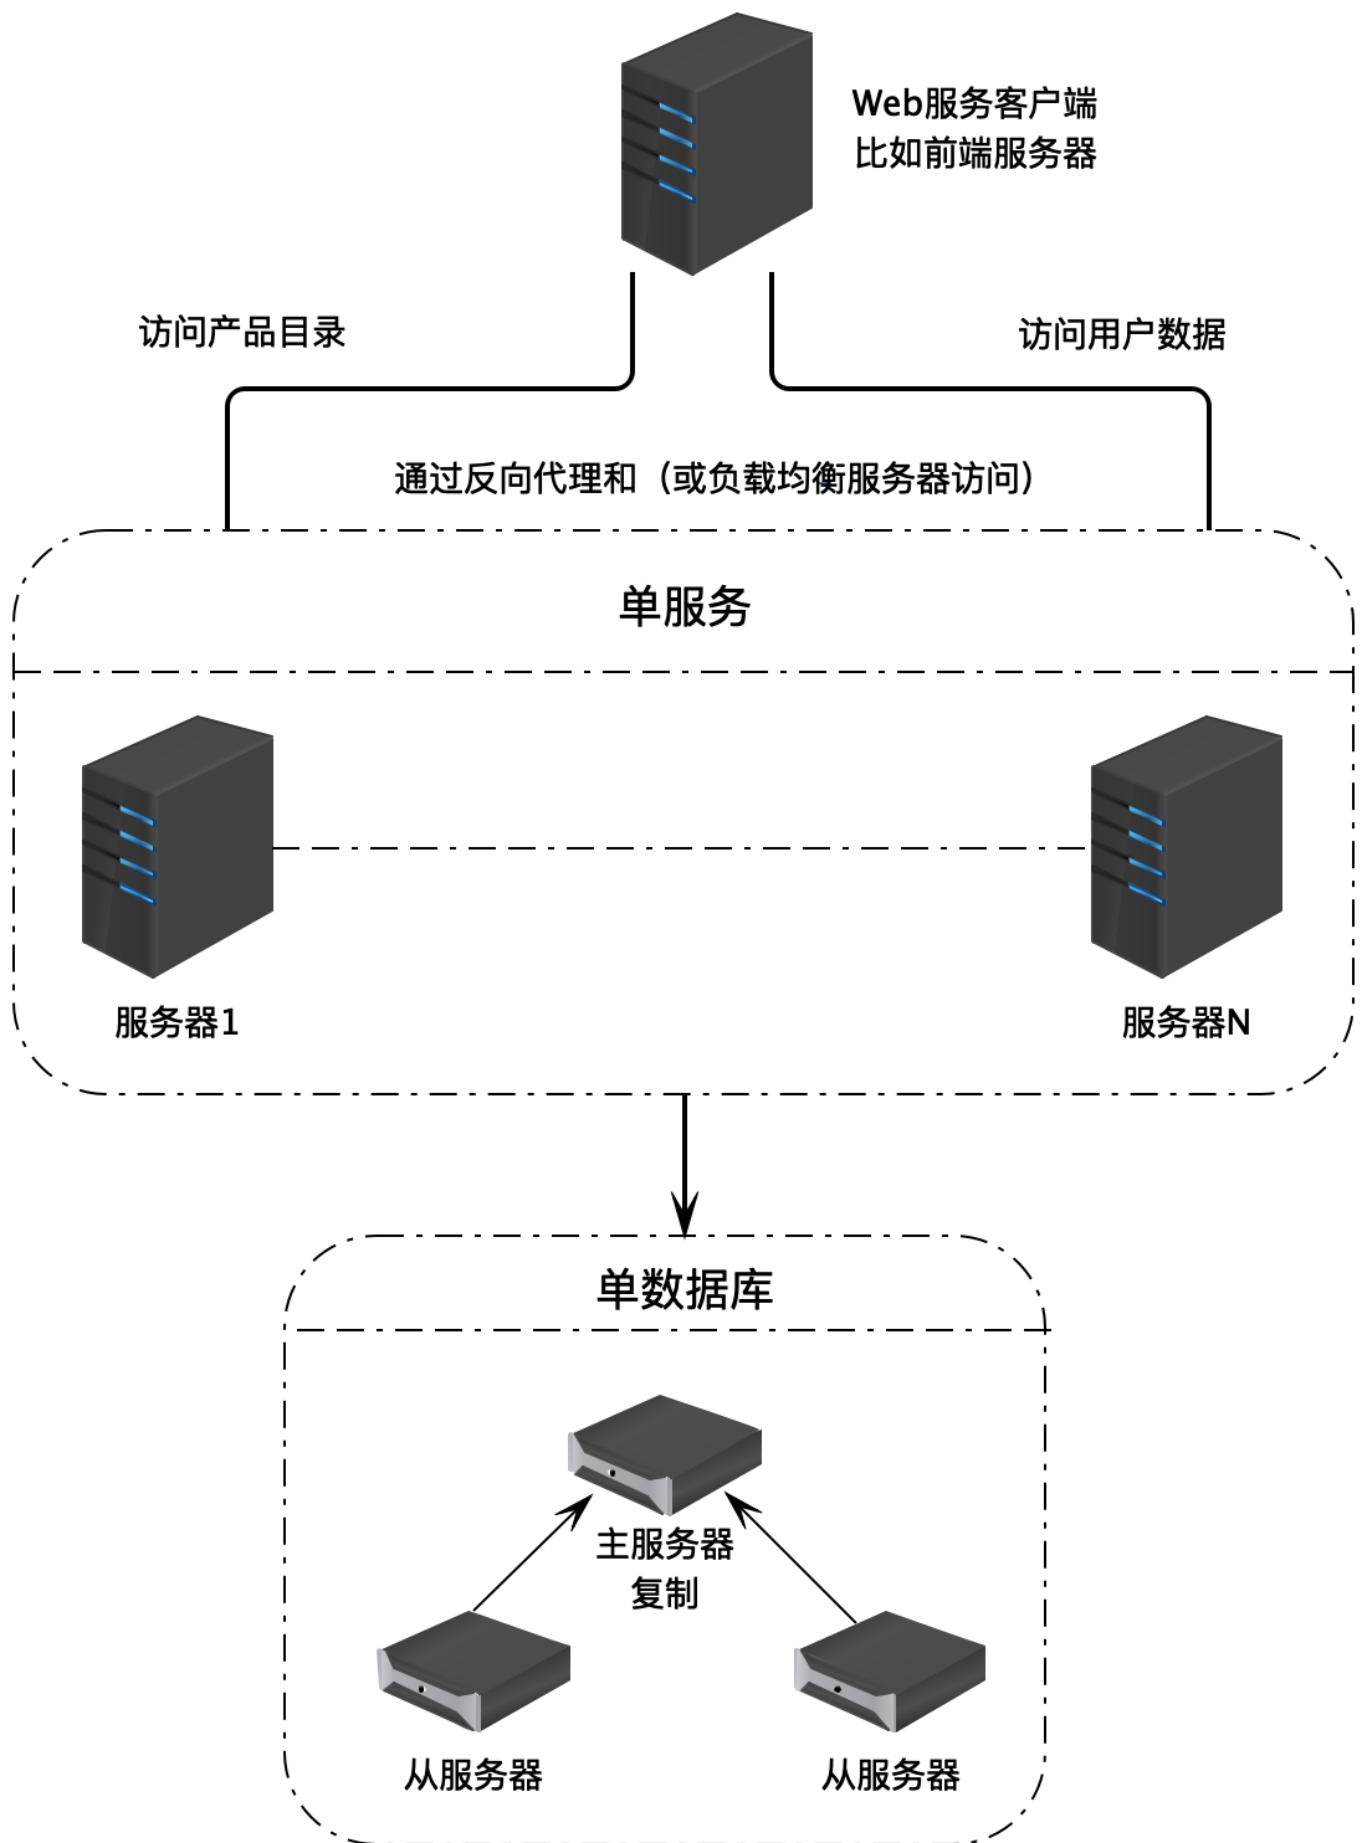 Web服务客户端
比如前端服务器
访问产品目录
访问用户数据
通过反向代理和（或负载均衡服务器访问）
单服务
服务器1
服务器N
单数据库
主服务器
复制
从服务器
从服务器